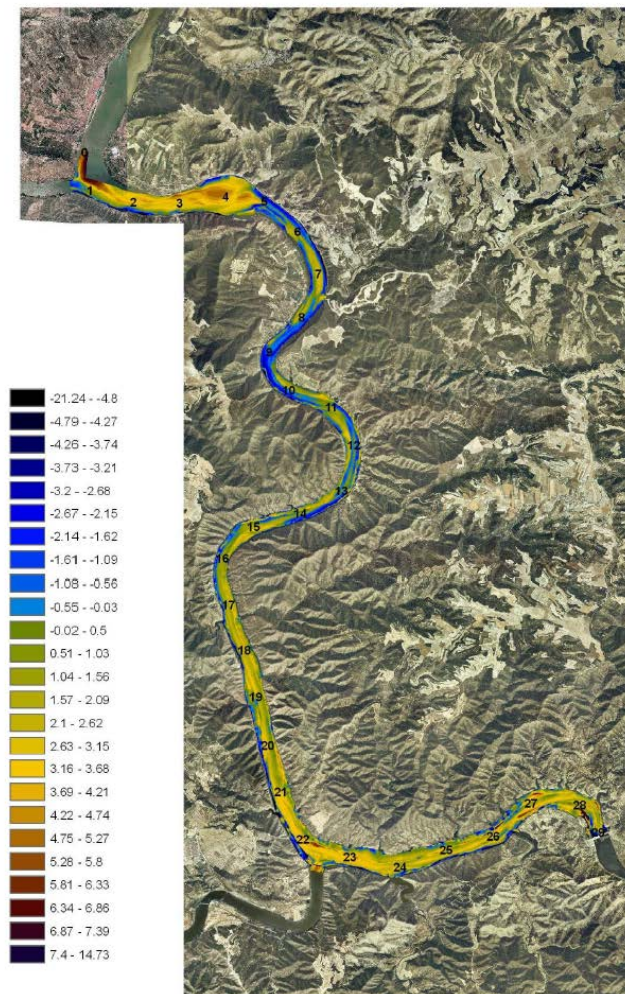 0
1
2
3
4
5
6
7
8
9
10
11
12
13
14
15
16
17
18
19
20
21
22
23
24
25
26
27
28
29
-21.24 - -4.8
-4.79 - -4.27
-4.26 - -3.74
-3.73 - -3.21
-3.2 - -2.68
-2.67 - -2.15
-2.14 - -1.62
-1.61 - -1.09
-1.08 - -0.56
-0.55 - -0.03
-0.02 - 0.5
0.51 - 1.03
1.04 - 1.56
1.57 - 2.09
2.1 - 2.62
2.63 - 3.15
3.16 - 3.68
3.69 - 4.21
4.22 - 4.74
4.75 - 5.27
5.28 - 5.8
5.81 - 6.33
6.34 - 6.86
6.87 - 7.39
7.4 - 14.73